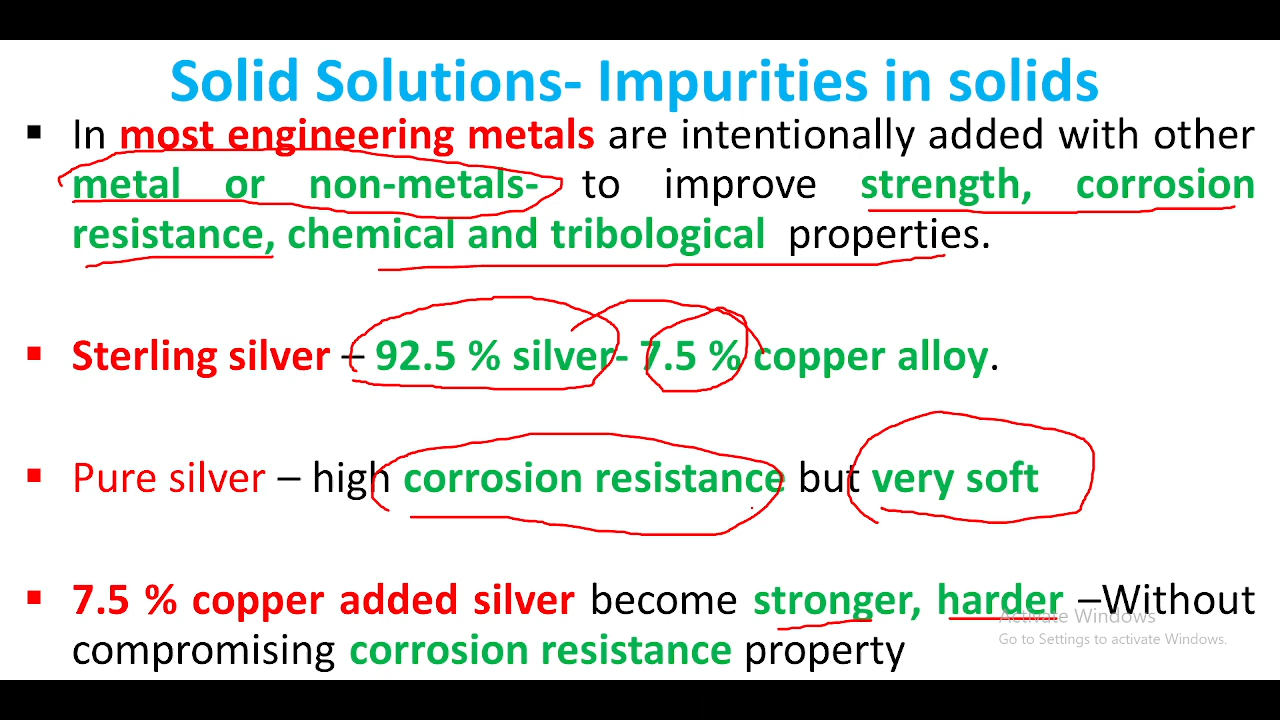 Solid Solutions- Impurities in solids
▪ In most engineering metals are intentionally added with other
metal or non-metals- to improve strength, corrosion
resistance, chemical and tribological properties.
▪ Sterling silver – 92.5 % silver- 7.5 % copper alloy.
▪ Pure silver – high corrosion resistance but very soft
▪ 7.5 % copper added silver become stronger, harder –Without
compromising corrosion resistance property
Activate Windows
Go to Settings to activate Windows.